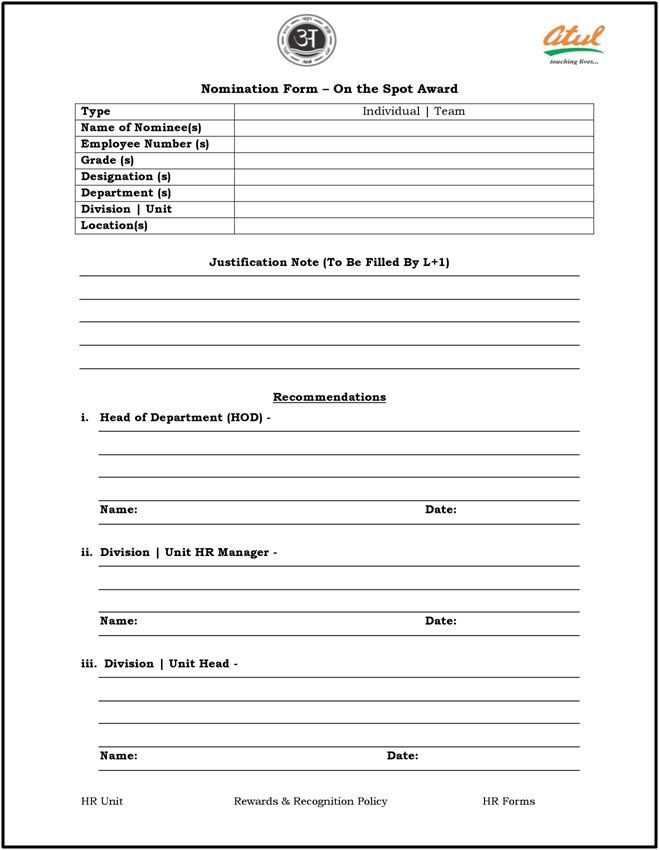 अ
atul
touching lives...
Nomination Form – On the Spot Award
Type Individual | Team
Name of Nominee(s)
Employee Number (s)
Grade (s)
Designation (s)
Department (s)
Division | Unit
Location(s)
Justification Note (To Be Filled By L+1)
Recommendations
i. Head of Department (HOD) -
Name: Date:
ii. Division | Unit HR Manager -
Name: Date:
iii. Division | Unit Head -
Name: Date:
HR Unit Rewards & Recognition Policy HR Forms